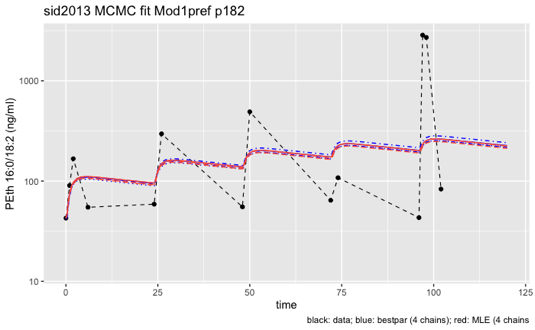 sid2013 MCMC fit Mod1pref p182
PEth 16:0/18:2 (ng/ml)
1000
100
10
0 25 50 75 100 125
time
black: data; blue: bestpar (4 chains); red: MLE (4 chains